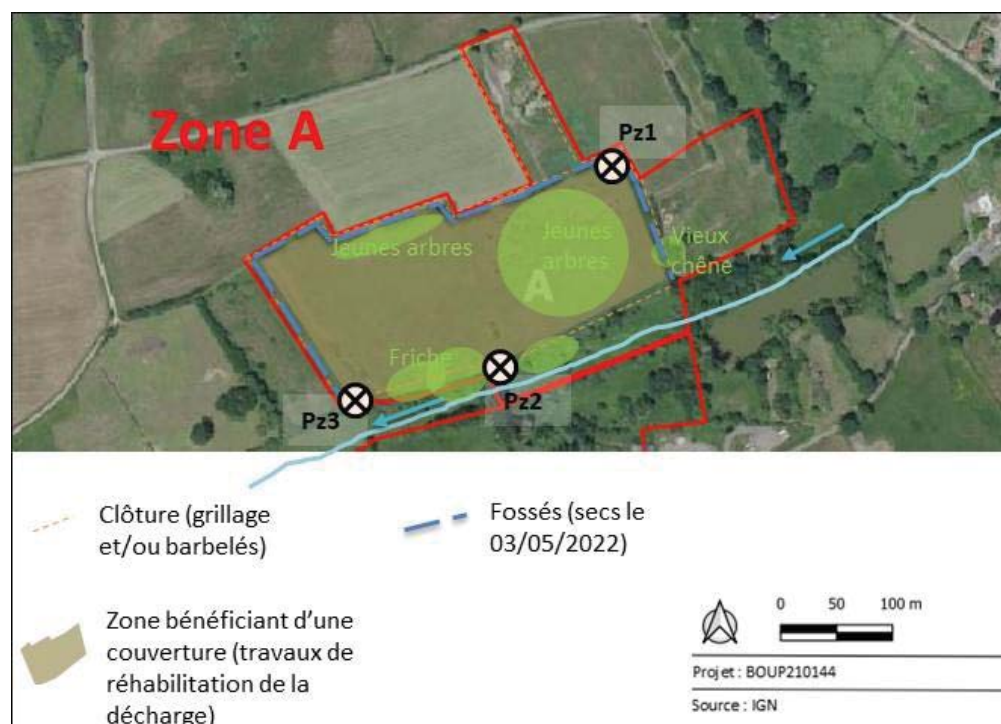 Zone A
Pz1
Jeunes arbres
Jeunes
arbres
Vieux
chêne
A
Friche
Pz2
Pz3
Clôture (grillage
et/ou barbelés)
Fossés (secs le
03/05/2022)
Zone bénéficiant d'une
couverture (travaux de
réhabilitation de la
décharge)
0 50 100 m
Projet : BOUP210144
Source : IGN